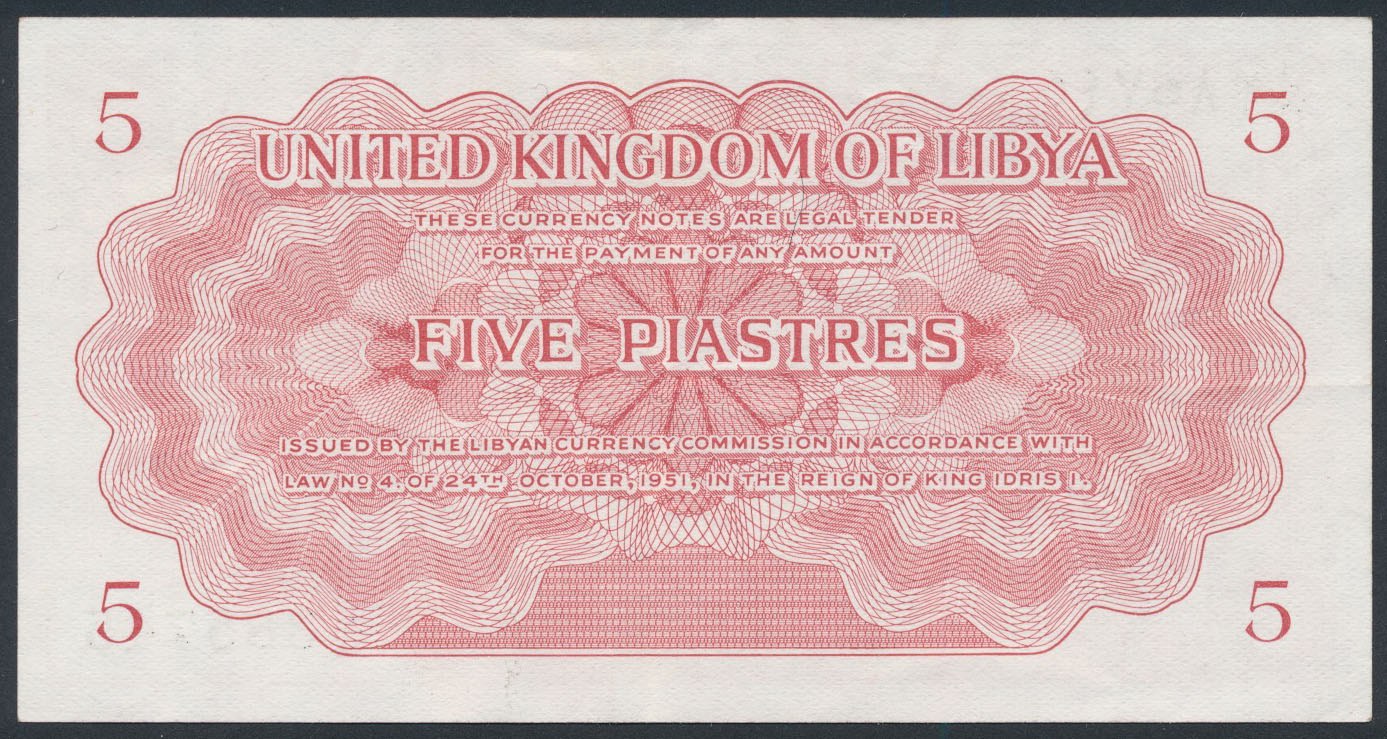 5 5
UNITED KINGDOM OF LIBYA
THESE CURRENCY NOTES ARE LEGAL TENDER
FOR THE PAYMENT OF ANY AMOUNT
FIVE PIASTRES
ISSUED BY THE LIBYAN CURRENCY COMMISSION IN ACCORDANCE WITH
LAW Nº 4. OF 24TH OCTOBER, 1951, IN THE REIGN OF KING IDRIS I.
5 5